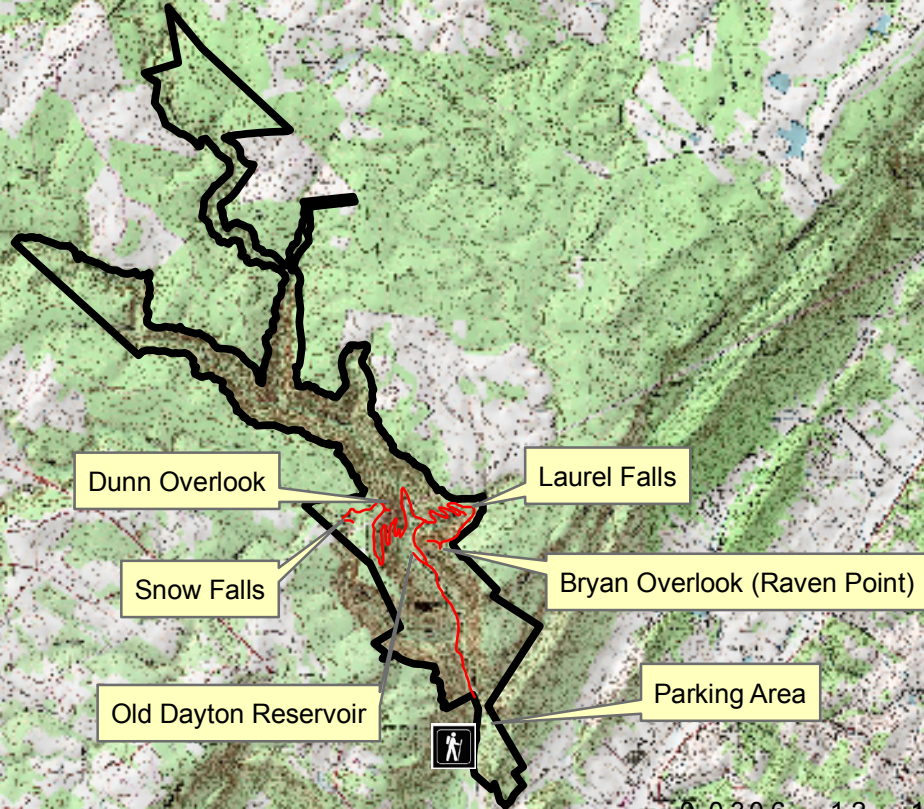 Dunn Overlook
Laurel Falls
Snow Falls
Bryan Overlook (Raven Point)
Old Dayton Reservoir
Parking Area